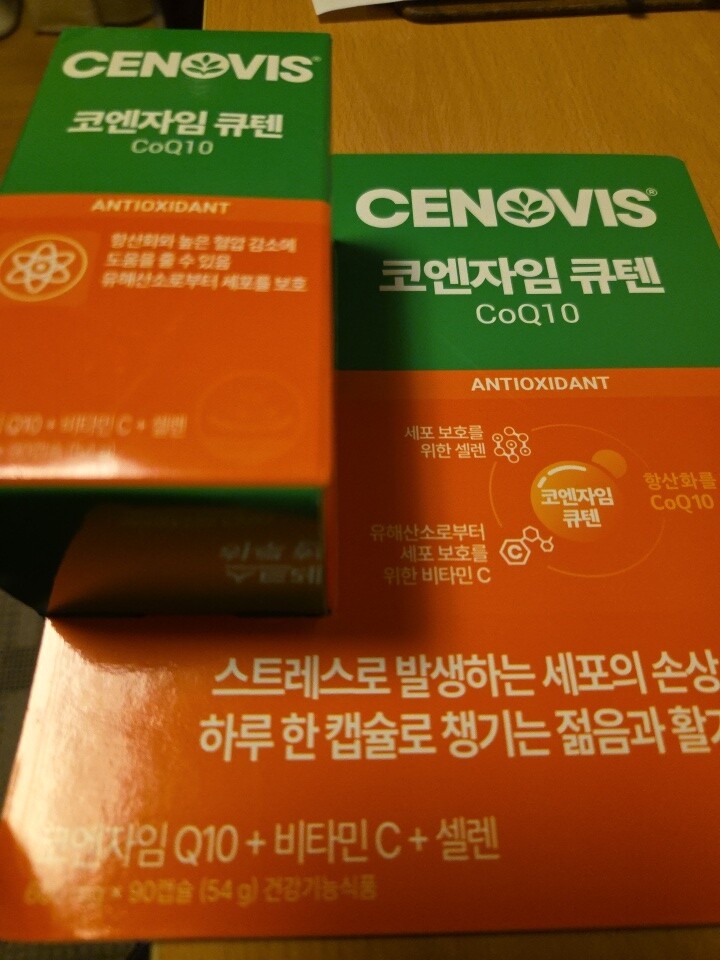 CENOVIS®
코엔자임 큐텐
CoQ10
ANTIOXIDANT
항산화와 높은 혈압 감소에
도움을 줄 수 있음
유해산소로부터 세포를 보호
Q10 + 비타민 C + 셀렌
CENOVIS®
코엔자임 큐텐
CoQ10
ANTIOXIDANT
세포 보호를
위한 셀렌
코엔자임
큐텐
항산화를
CoQ10
유해산소로부터
세포 보호를
위한 비타민 C
C
스트레스로 발생하는 세포의 손상
하루 한 캡슐로 챙기는 젊음과 활
코엔자임 Q10 + 비타민 C + 셀렌
× 90캡슐 (54 g) 건강기능식품